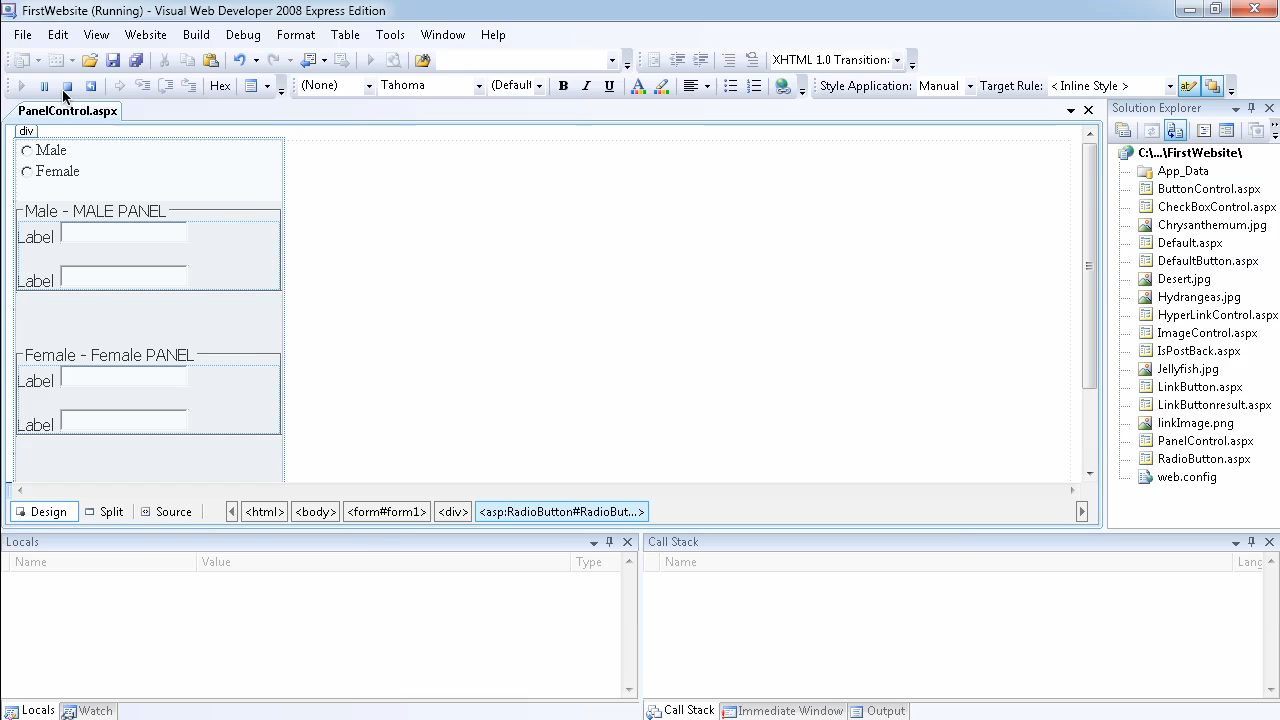 FirstWebsite (Running) - Visual Web Developer 2008 Express Edition
File Edit View Website Build Debug Format Table Tools Window Help
XHTML 1.0 Transition
Hex (None) Tahoma (Default B I U A Style Application: Manual Target Rule: < Inline Style >
PanelControl.aspx
Solution Explorer
div
Male
Female
Male - MALE PANEL
Label
Label
Female - Female PANEL
Label
Label
C:\...\FirstWebsite\
App_Data
ButtonControl.aspx
CheckBoxControl.aspx
Chrysanthemum.jpg
Default.aspx
DefaultButton.aspx
Desert.jpg
Hydrangeas.jpg
HyperLinkControl.aspx
ImageControl.aspx
IsPostBack.aspx
Jellyfish.jpg
LinkButton.aspx
LinkButtonresult.aspx
linkImage.png
PanelControl.aspx
RadioButton.aspx
web.config
Design Split Source <html> <body> <form#form1> <div> <asp:RadioButton#RadioBut...>
Locals
Name Value Type
Call Stack
Name Lang
Locals Watch
Call Stack Immediate Window Output